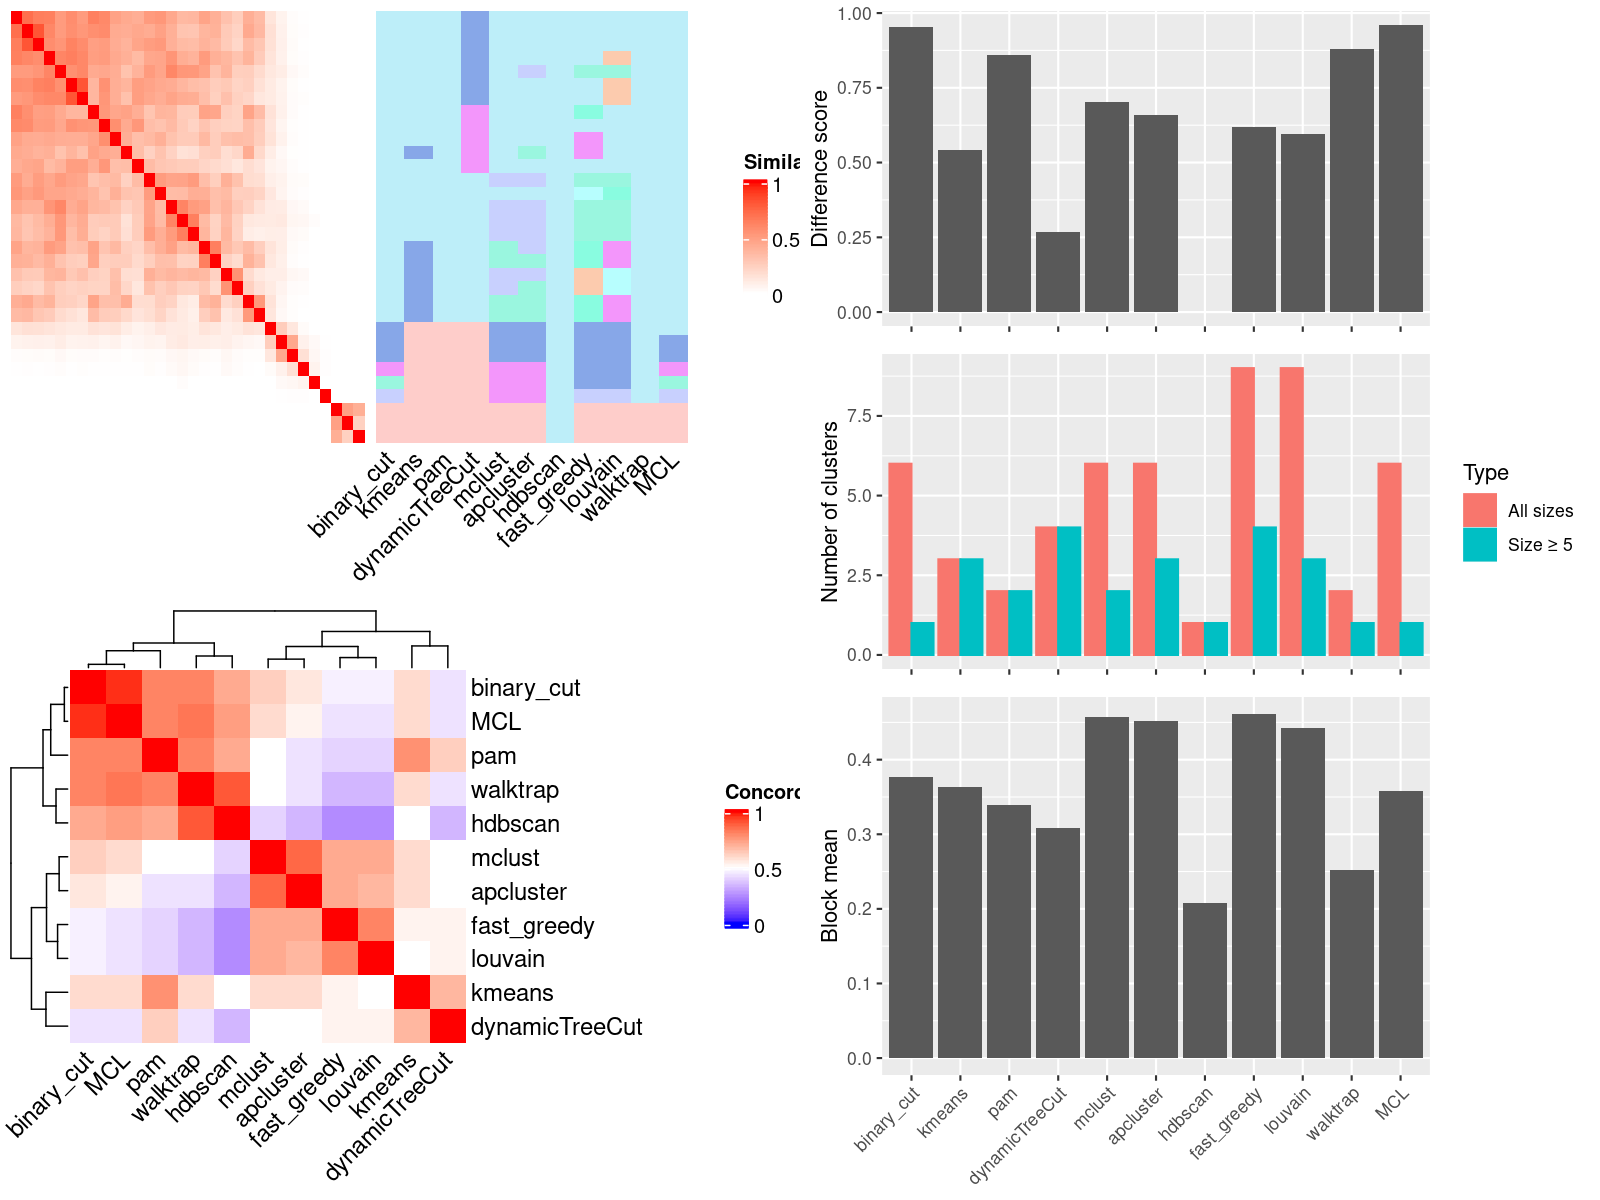 Simila
1
0.5
0
binary_cut
kmeans
pam
dynamicTreeCut
mclust
apcluster
hdbscan
fast_greedy
louvain
walktrap
MCL
Difference score
1.00
0.75
0.50
0.25
0.00
Number of clusters
7.5
5.0
2.5
0.0
Type
All sizes
Size ≥ 5
binary_cut
MCL
pam
walktrap
hdbscan
mclust
apcluster
fast_greedy
louvain
kmeans
dynamicTreeCut
binary_cut
MCL
pam
walktrap
hdbscan
mclust
apcluster
fast_greedy
louvain
kmeans
dynamicTreeCut
Concord
1
0.5
0
Block mean
0.4
0.3
0.2
0.1
0.0
binary_cut
kmeans
pam
dynamicTreeCut
mclust
apcluster
hdbscan
fast_greedy
louvain
walktrap
MCL